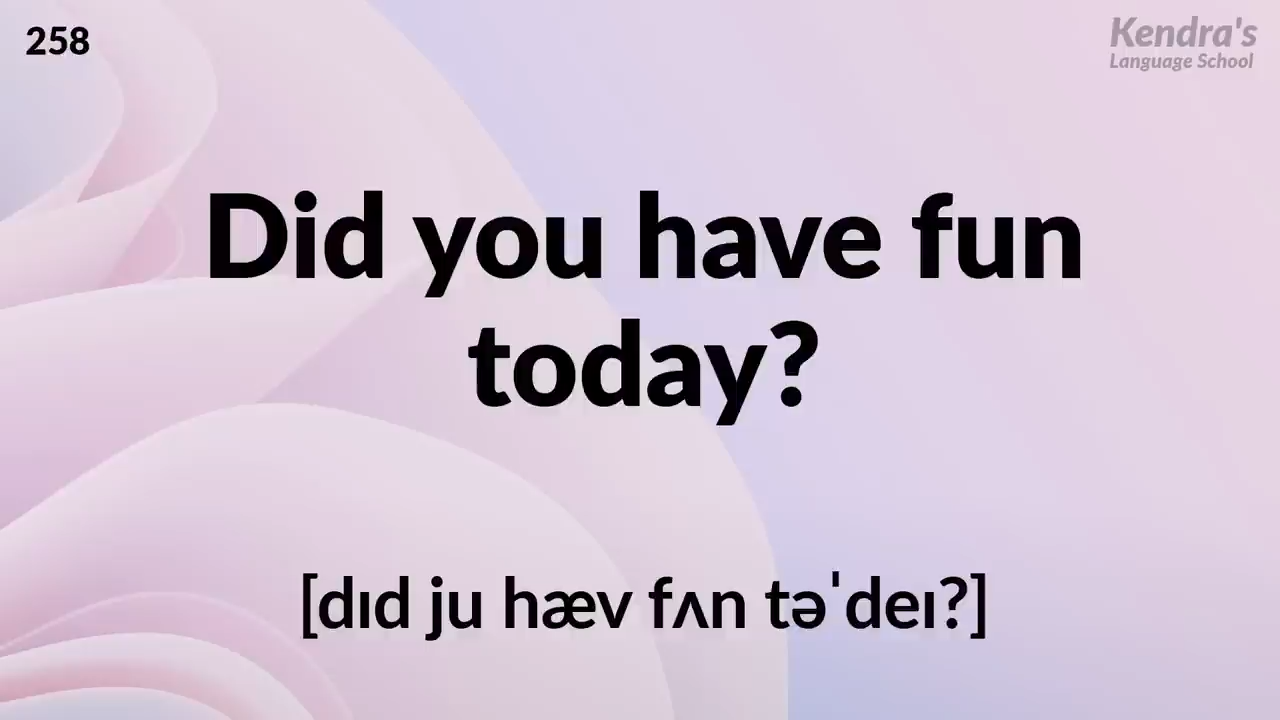 258
Kendra's
Language School
Did you have fun
today?
[dɪd ju hæv fʌn təˈdeɪ?]